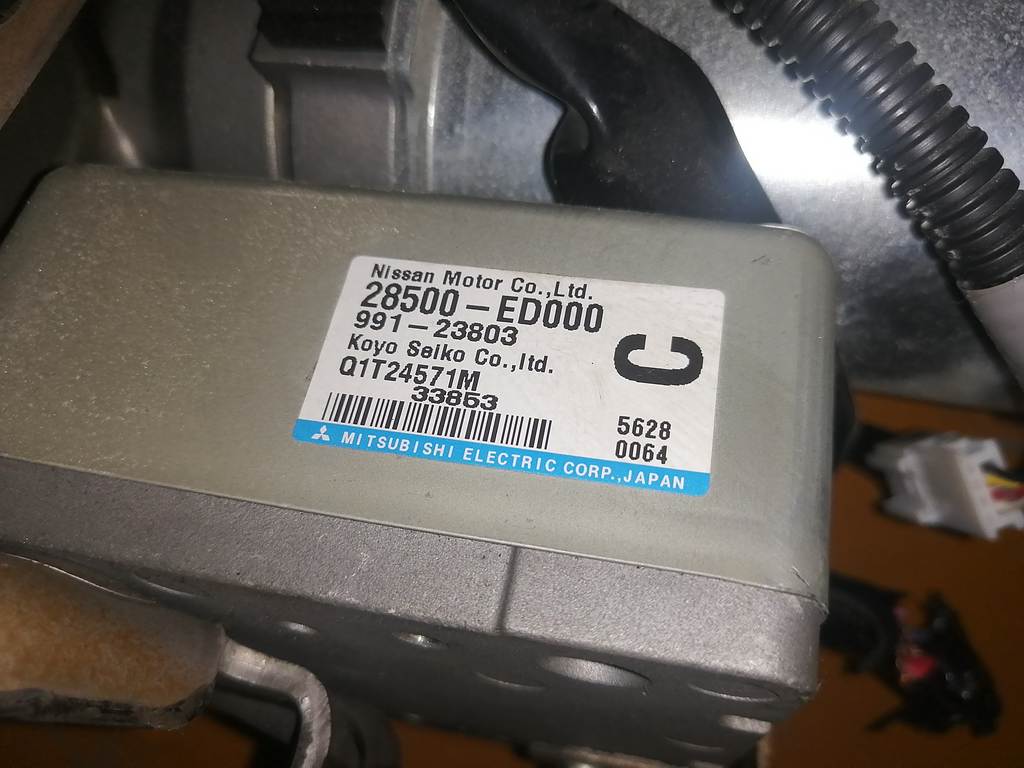 Nissan Motor Co.,Ltd.
28500-ED000
991-23803
Koyo Seiko Co.,ltd.
Q1T24571M
33853
C
5628
0064
MITSUBISHI ELECTRIC CORP.,JAPAN